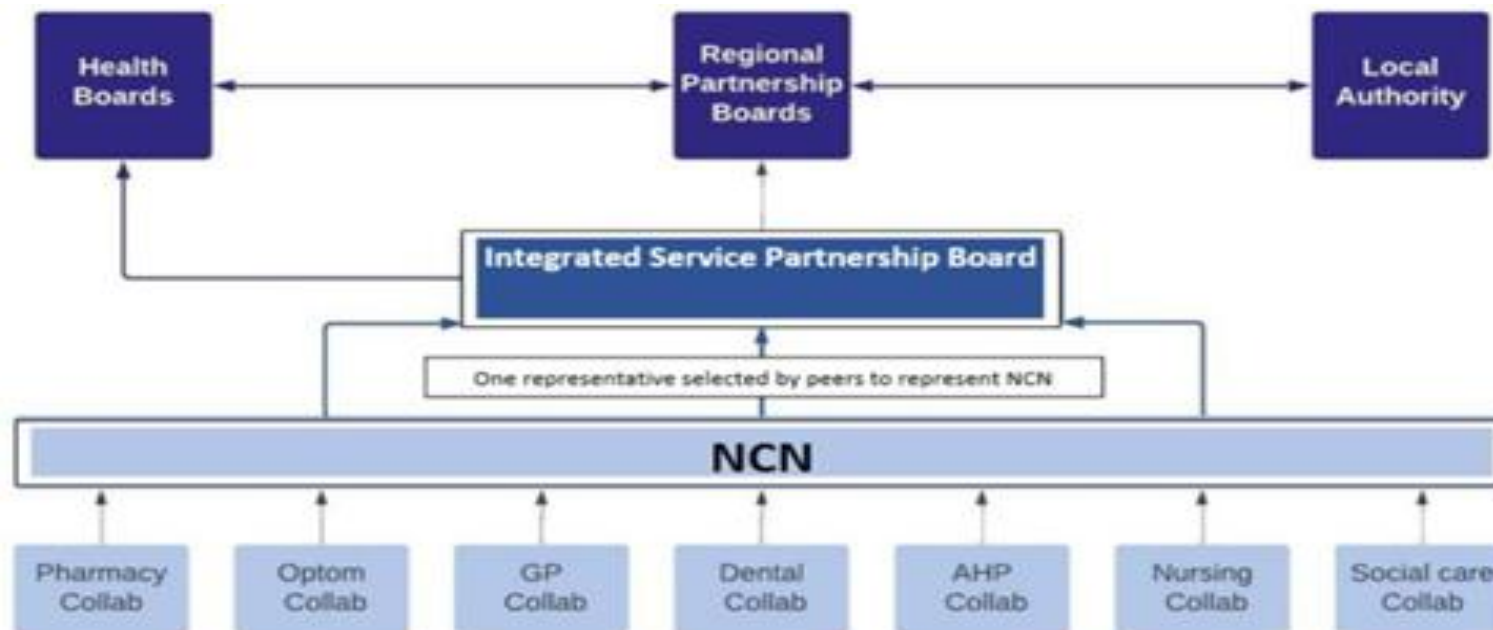 Health
Boards
Regional
Partnership
Boards
Local
Authority
Integrated Service Partnership Board
One representative selected by peers to represent NCN
NCN
Pharmacy
Collab
Optom
Collab
GP
Collab
Dental
Collab
AHP
Collab
Nursing
Collab
Social care
Collab